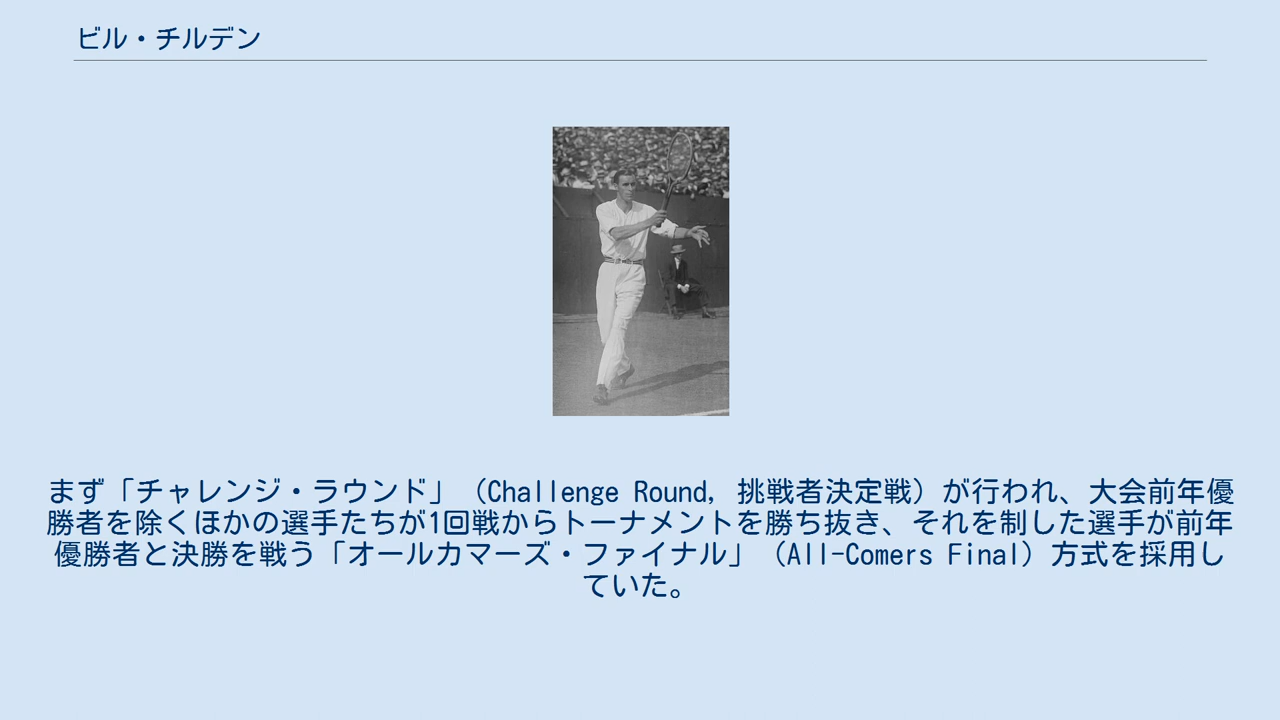 ビル・チルデン
まず「チャレンジ・ラウンド」（Challenge Round, 挑戦者決定戦）が行われ、大会前年優
勝者を除くほかの選手たちが1回戦からトーナメントを勝ち抜き、それを制した選手が前年
優勝者と決勝を戦う「オールカマーズ・ファイナル」（All-Comers Final）方式を採用し
ていた。